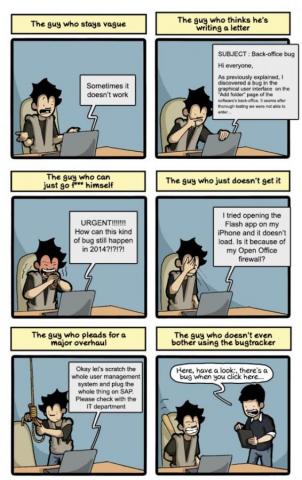 The guy who stays vague
Sometimes it
doesn't work
The guy who thinks he's
writing a letter
SUBJECT : Back-office bug
Hi everyone,
As previously explained, I
discovered a bug in the
graphical user interface on the
"Add folder" page of the
software's back-office. It seems after
thorough testing we were not able to
enter ...
The guy who can
just go f*** himself
URGENT!!!!!!!
How can this kind
of bug still happen
in 2014?!?!?!
The guy who just doesn't get it
I tried opening the
Flash app on my
iPhone and it doesn't
load. Is it because of
my Open Office
firewall?
The guy who pleads for a
major overhaul
Okay let's scratch the
whole user management
system and plug the
whole thing on SAP.
Please check with the
IT department
The guy who doesn't even
bother using the bugtracker
Here, have a look;, there's a
bug when you click here...